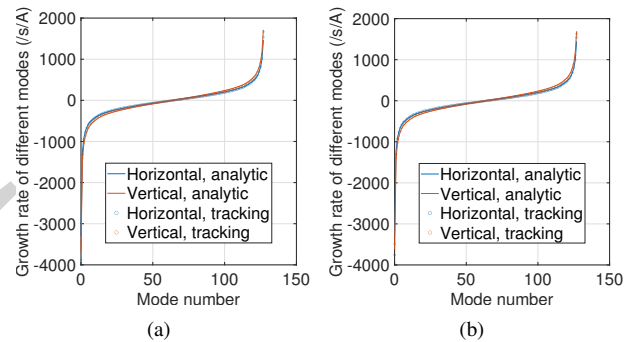 2000
1000
0
-1000
-2000
-3000
-4000
Growth rate of different modes (/s/A)
Horizontal, analytic
Vertical, analytic
Horizontal, tracking
Vertical, tracking
0 50 100 150
Mode number
(a)
2000
1000
0
-1000
-2000
-3000
-4000
Growth rate of different modes (/s/A)
Horizontal, analytic
Vertical, analytic
Horizontal, tracking
Vertical, tracking
0 50 100 150
Mode number
(b)